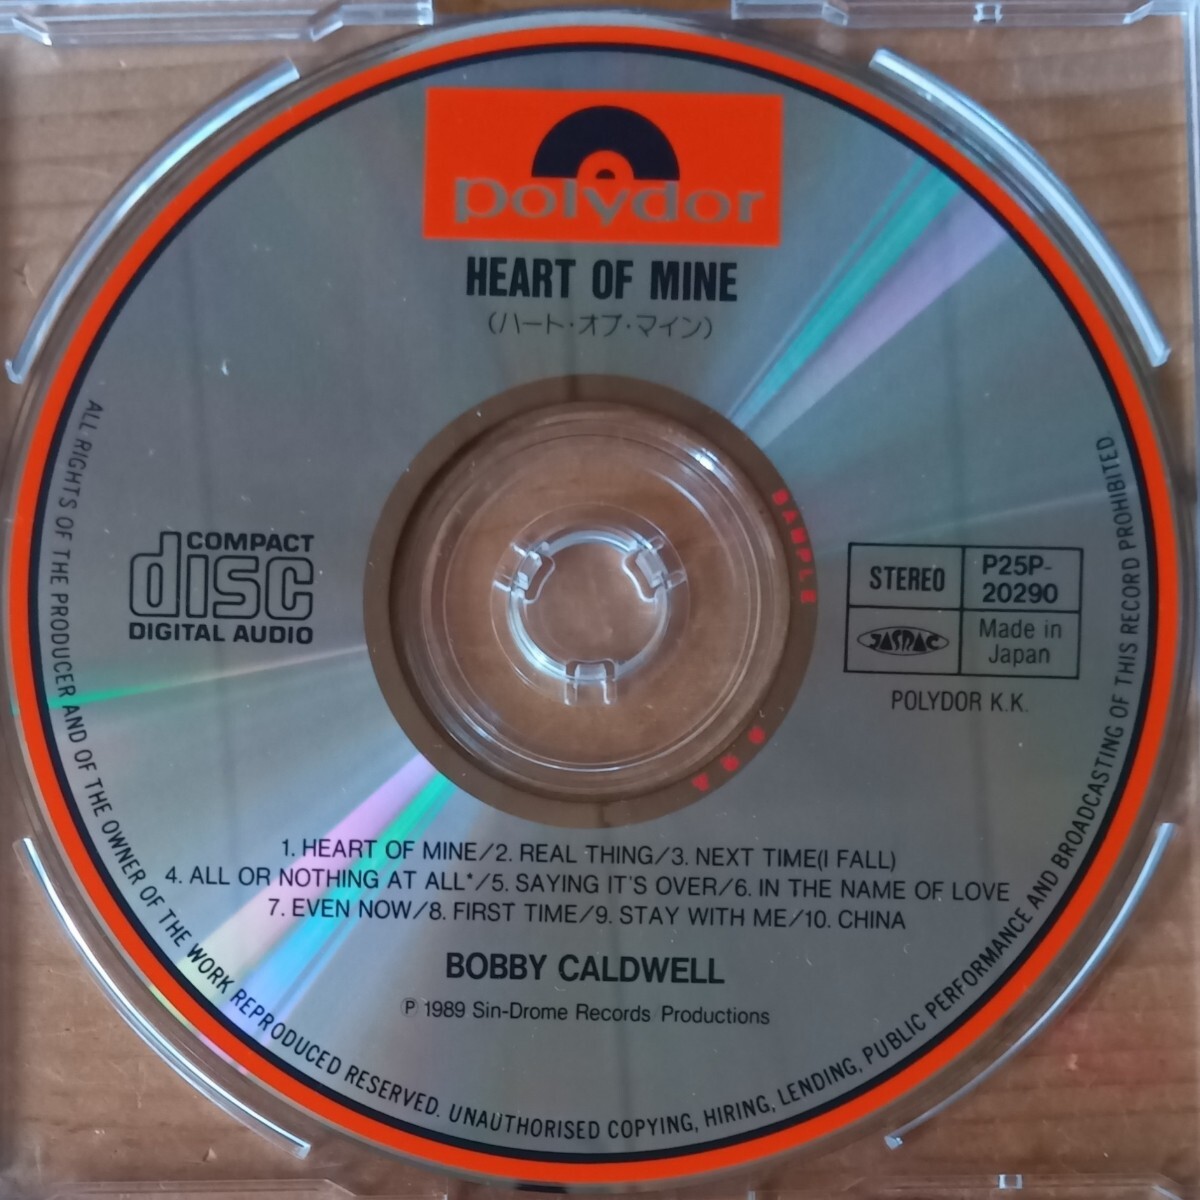 polydor
HEART OF MINE
(ハート・オブ・マイン)
COMPACT
disc
DIGITAL AUDIO
SAMPLE
STEREO
P25P-
20290
JASRAC
Made in
Japan
POLYDOR K.K.
1. HEART OF MINE/2. REAL THING/3. NEXT TIME(I FALL)
4. ALL OR NOTHING AT ALL*/5. SAYING IT'S OVER/6. IN THE NAME OF LOVE
7. EVEN NOW/8. FIRST TIME/9. STAY WITH ME/10. CHINA
BOBBY CALDWELL
Ⓟ 1989 Sin-Drome Records Productions
ALL RIGHTS OF THE PRODUCER AND OF THE OWNER OF THE WORK REPRODUCED RESERVED. UNAUTHORISED COPYING, HIRING, LENDING, PUBLIC PERFORMANCE AND BROADCASTING OF THIS RECORD PROHIBITED.